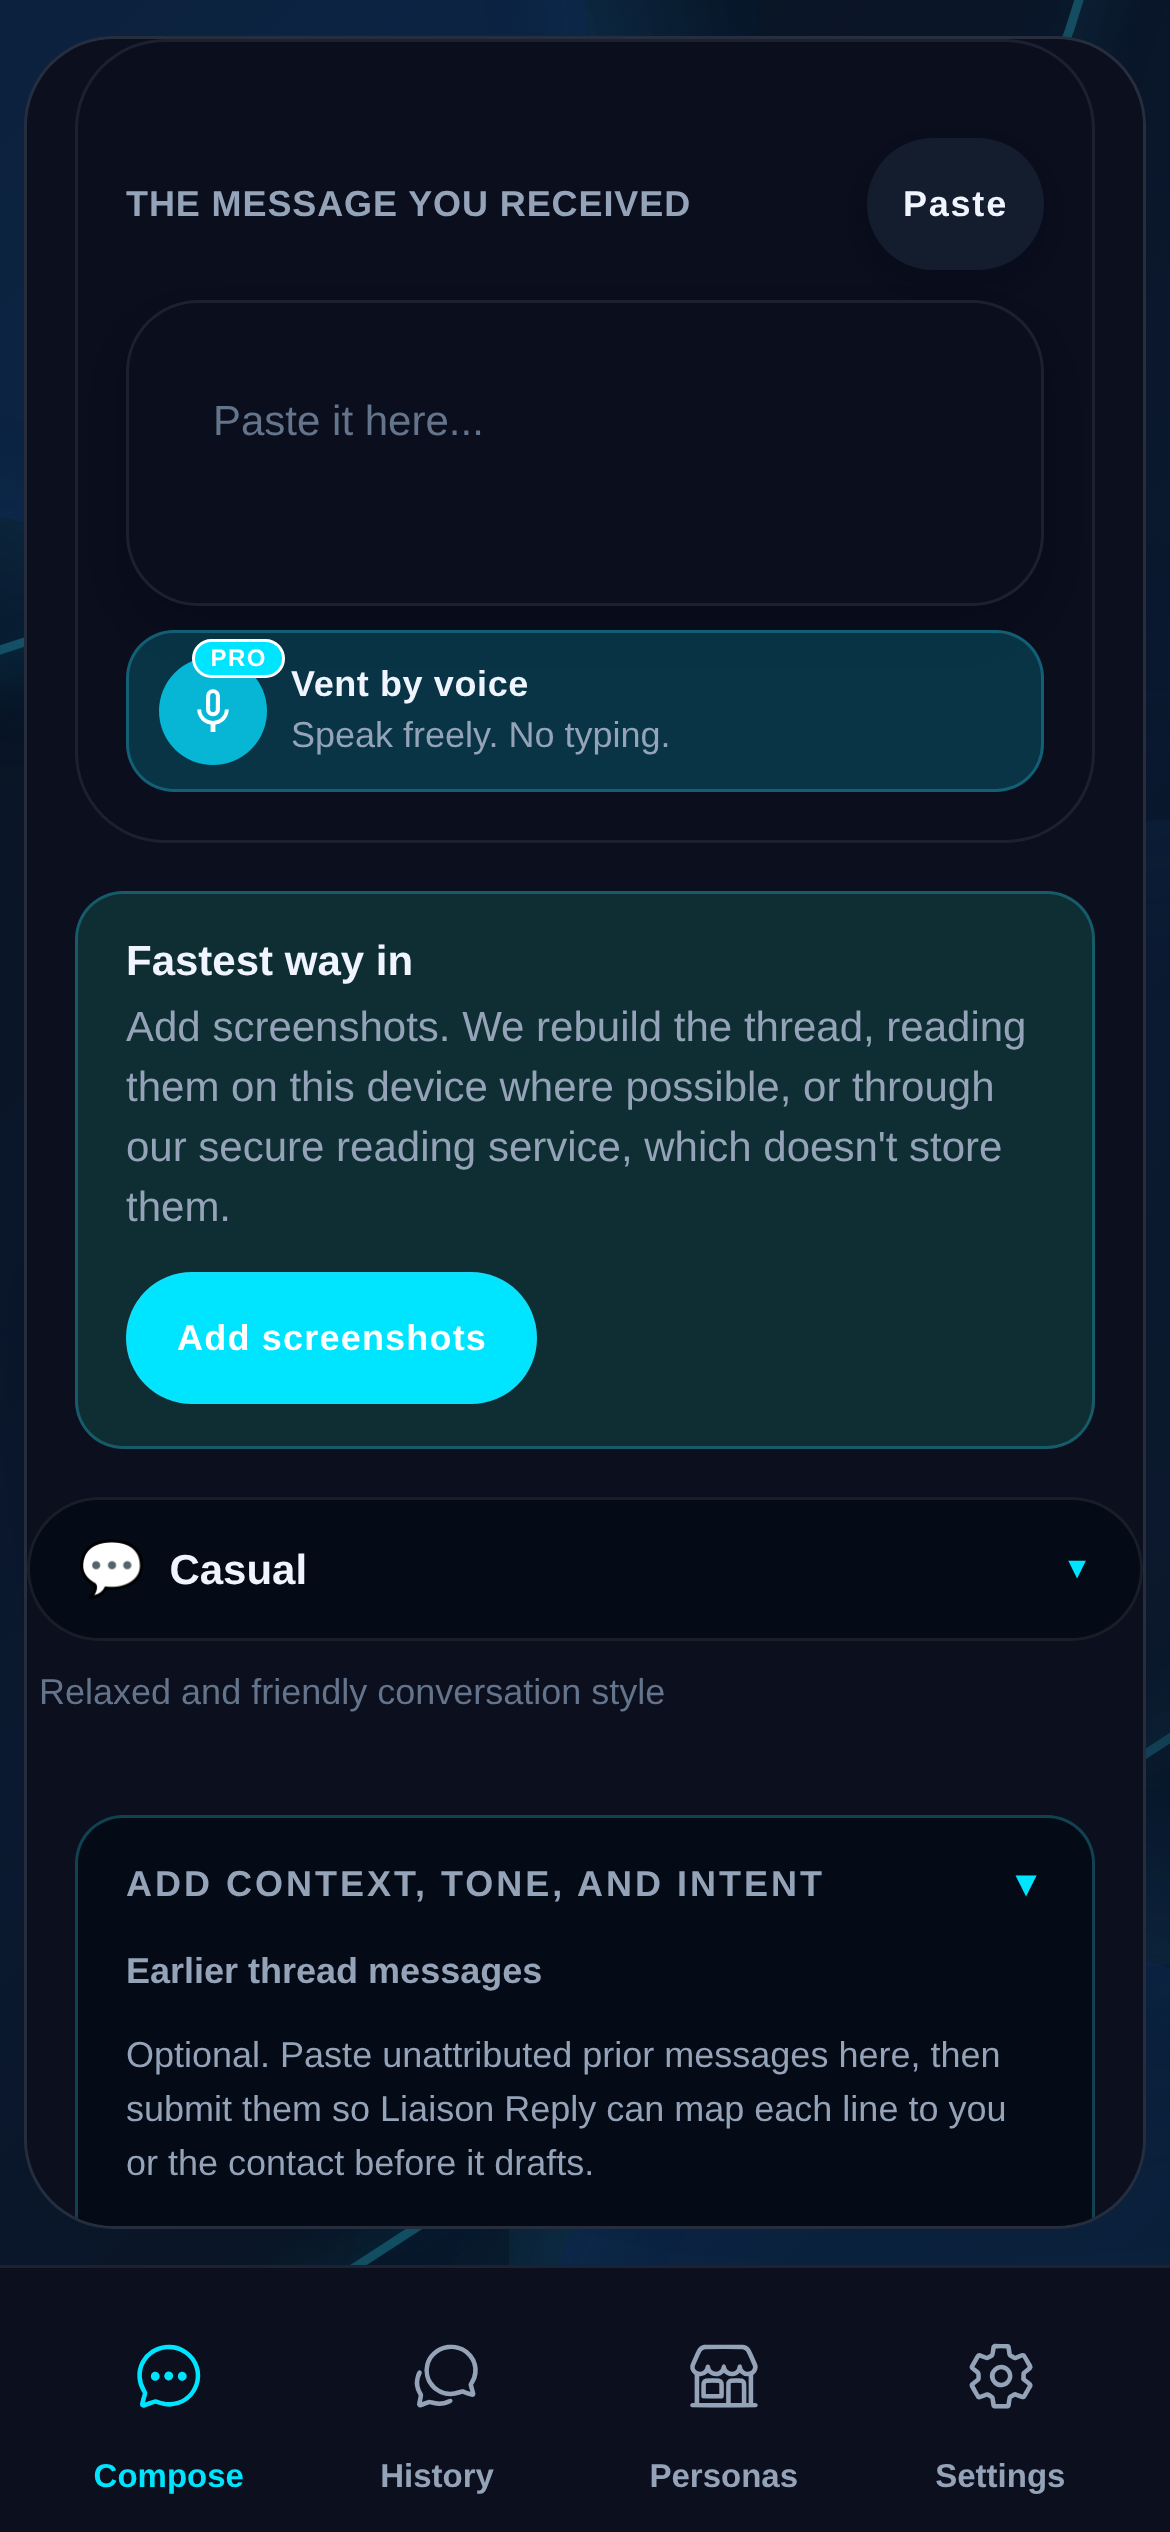 THE MESSAGE YOU RECEIVED
Paste
Paste it here...
PRO
Vent by voice
Speak freely. No typing.
Fastest way in
Add screenshots. We rebuild the thread, reading
them on this device where possible, or through
our secure reading service, which doesn't store
them.
Add screenshots
Casual
Relaxed and friendly conversation style
ADD CONTEXT, TONE, AND INTENT
Earlier thread messages
Optional. Paste unattributed prior messages here, then
submit them so Liaison Reply can map each line to you
or the contact before it drafts.
Compose
History
Personas
Settings